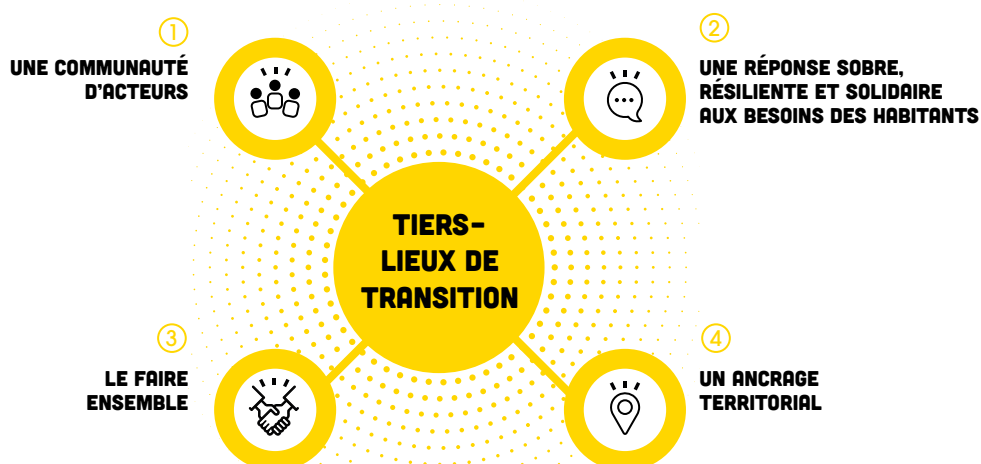 ①
UNE COMMUNAUTÉ
D'ACTEURS
②
UNE RÉPONSE SOBRE,
RÉSILIENTE ET SOLIDAIRE
AUX BESOINS DES HABITANTS
TIERS-
LIEUX DE
TRANSITION
③
LE FAIRE
ENSEMBLE
④
UN ANCRAGE
TERRITORIAL